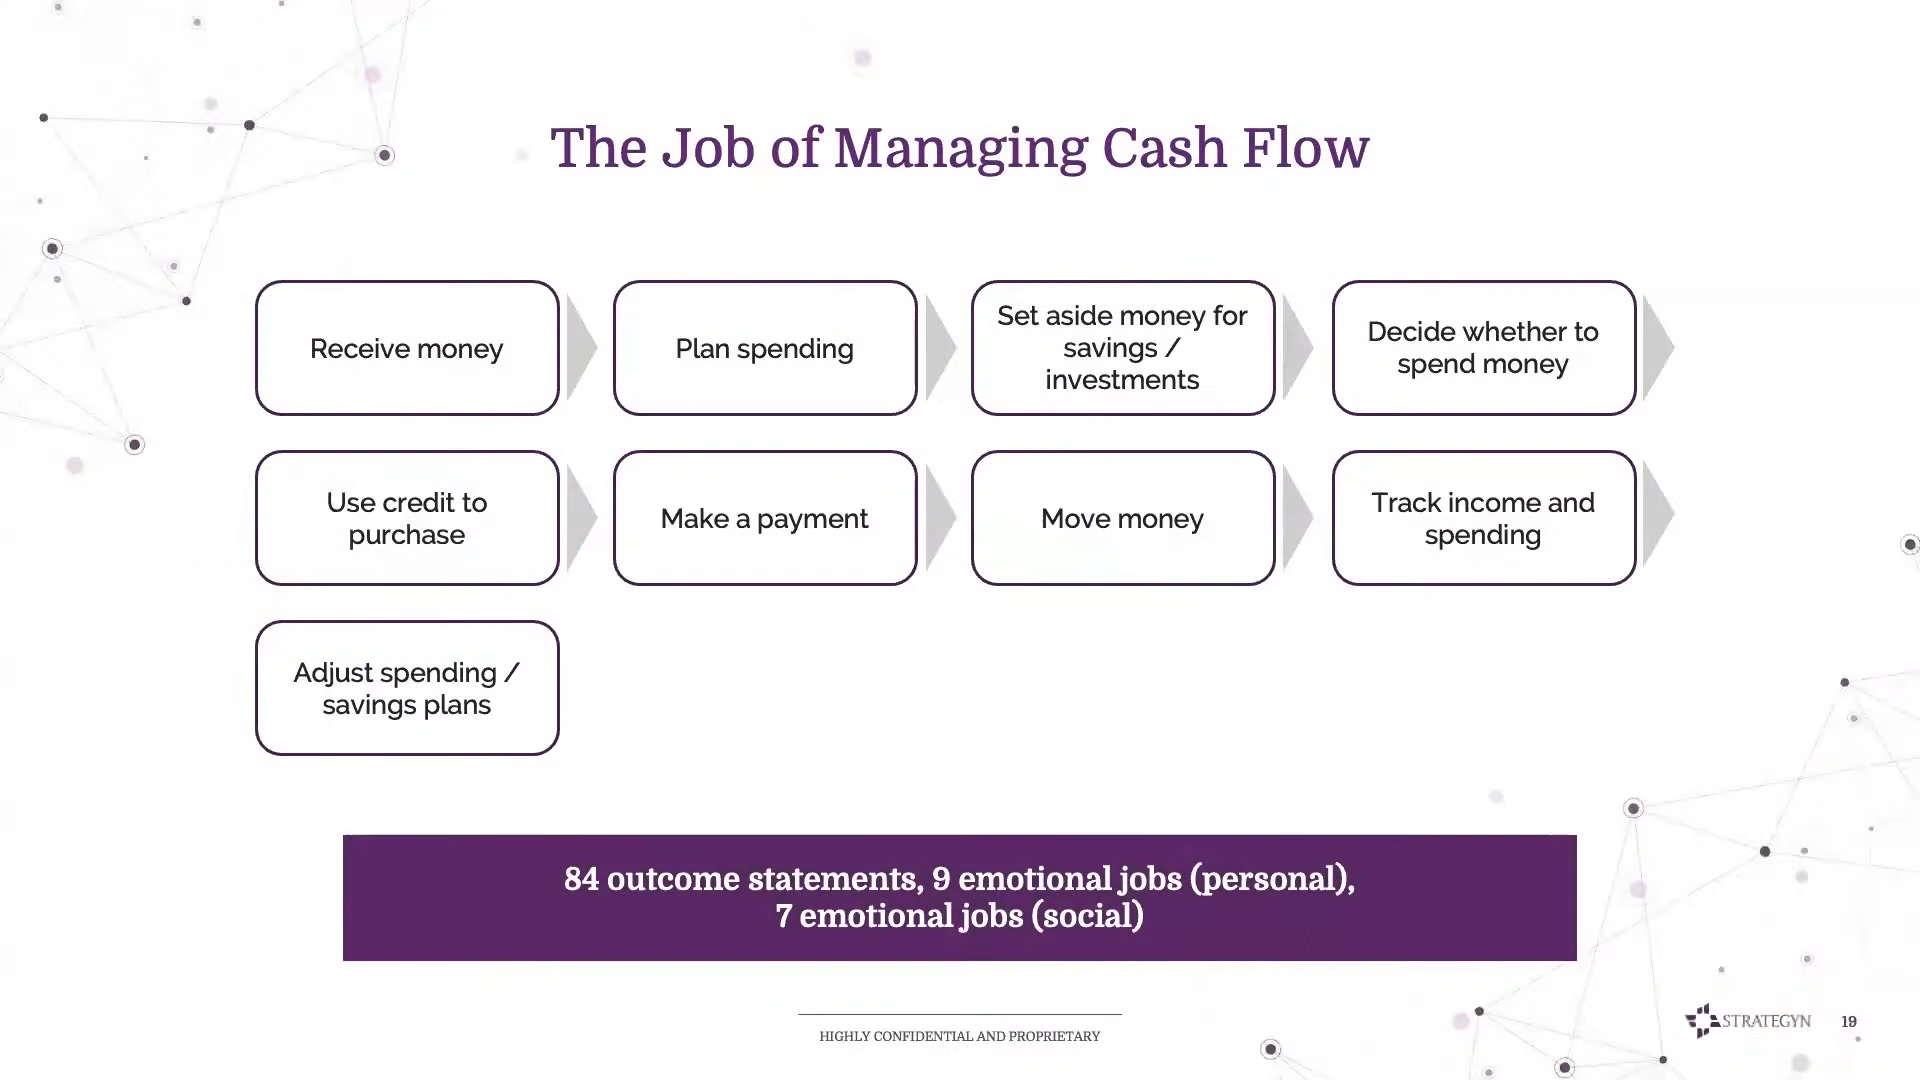 The Job of Managing Cash Flow
Receive money
Plan spending
Set aside money for
savings /
investments
Decide whether to
spend money
Use credit to
purchase
Make a payment
Move money
Track income and
spending
Adjust spending /
savings plans
84 outcome statements, 9 emotional jobs (personal),
7 emotional jobs (social)
HIGHLY CONFIDENTIAL AND PROPRIETARY
STRATEGYN
19